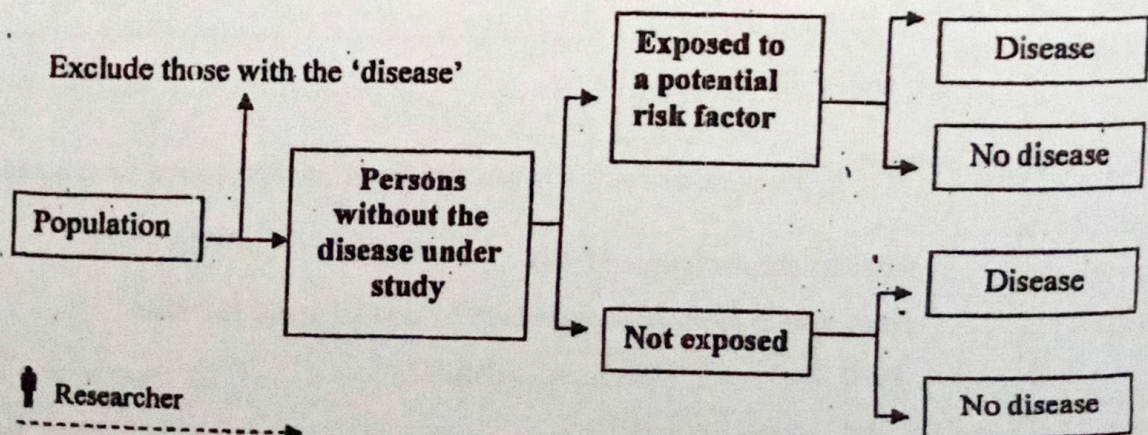 Exclude those with the ‘disease’
Population
Persons
without the
disease under
study
Exposed to
a potential
risk factor
Not exposed
Disease
No disease
Disease
No disease
Researcher